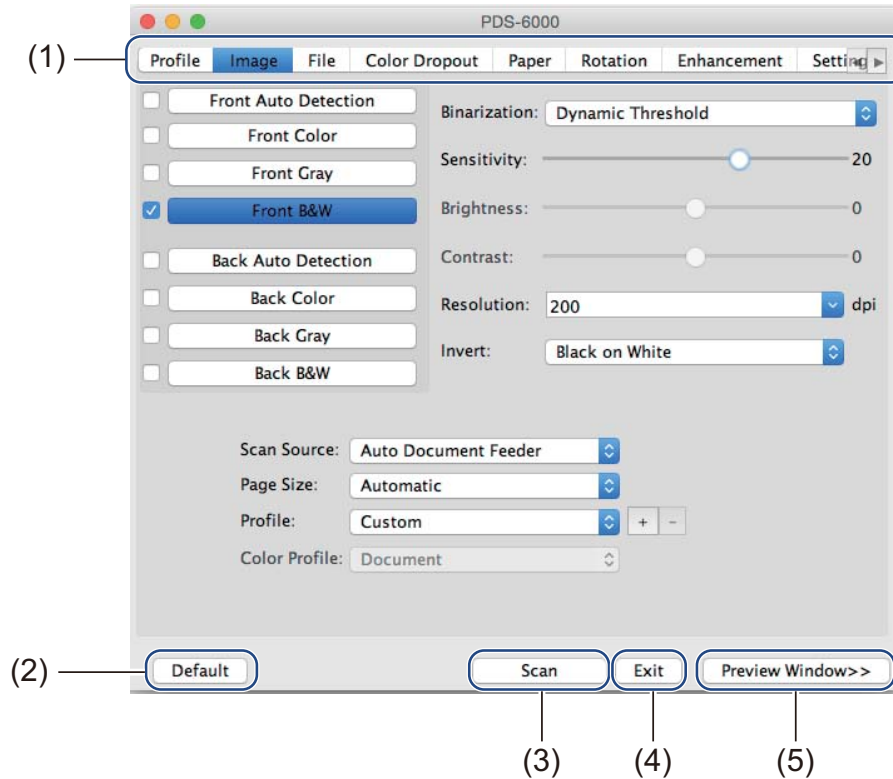 PDS-6000
(1)
Profile Image File Color Dropout Paper Rotation Enhancement Setting
Front Auto Detection
Front Color
Front Gray
Front B&W
Back Auto Detection
Back Color
Back Gray
Back B&W
Binarization: Dynamic Threshold
Sensitivity: 20
Brightness: 0
Contrast: 0
Resolution: 200 dpi
Invert: Black on White
Scan Source: Auto Document Feeder
Page Size: Automatic
Profile: Custom + -
Color Profile: Document
(2) Default Scan Exit Preview Window>>
(3) (4) (5)